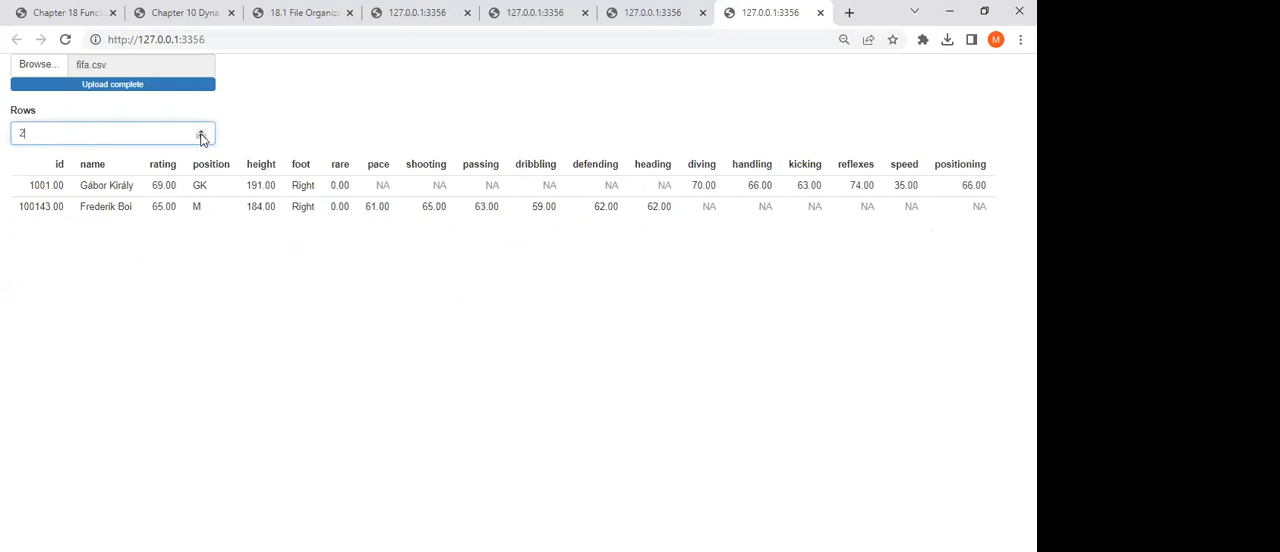 Chapter 18 Func Chapter 10 Dyna 18.1 File Organiz 127.0.0.1:3356 127.0.0.1:3356 127.0.0.1:3356 127.0.0.1:3356
http://127.0.0.1:3356 M
Browse... fifa.csv
Upload complete
Rows
2
id name rating position height foot rare pace shooting passing dribbling defending heading diving handling kicking reflexes speed positioning
1001.00 Gábor Király 69.00 GK 191.00 Right 0.00 NA NA NA NA NA NA 70.00 66.00 63.00 74.00 35.00 66.00
100143.00 Frederik Boi 65.00 M 184.00 Right 0.00 61.00 65.00 63.00 59.00 62.00 62.00 NA NA NA NA NA NA